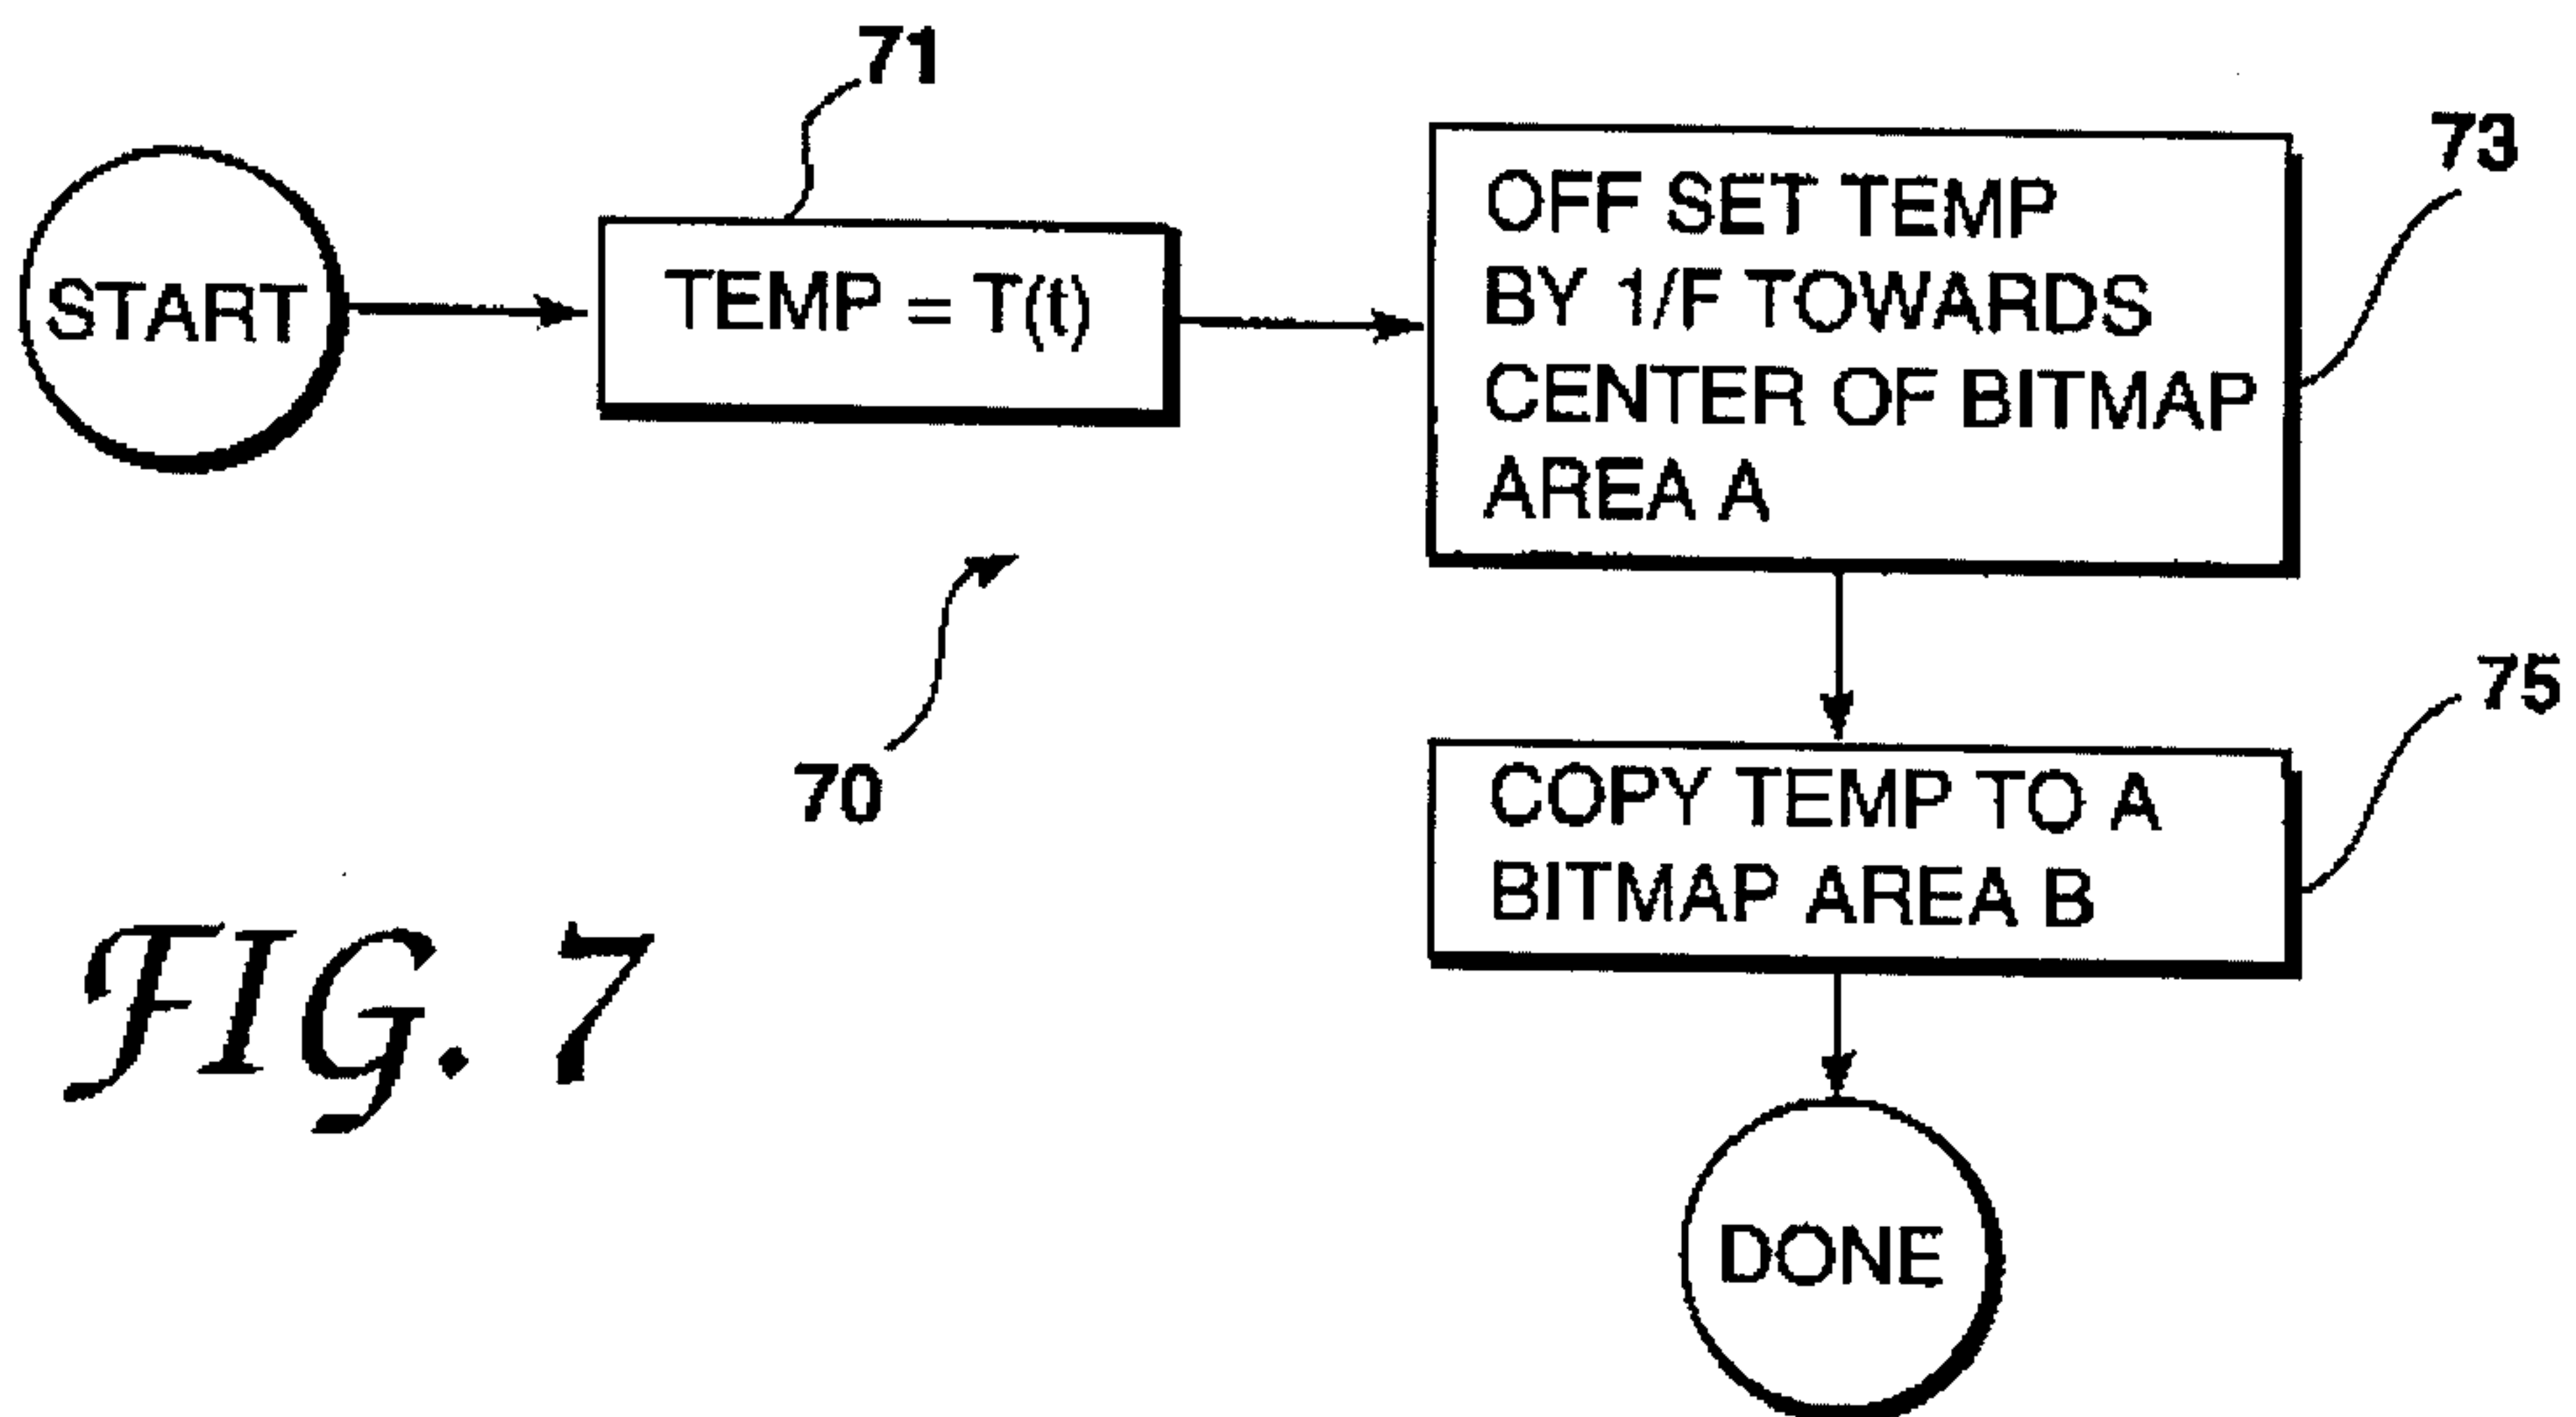 71
START
TEMP = T(t)
73
OFF SET TEMP
BY 1/F TOWARDS
CENTER OF BITMAP
AREA A
70
75
COPY TEMP TO A
BITMAP AREA B
FIG. 7
DONE